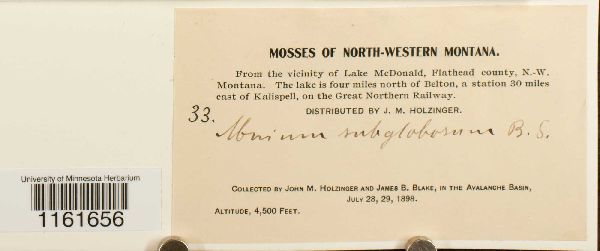 MOSSES OF NORTH-WESTERN MONTANA.
From the vicinity of Lake McDonald, Flathead county, N.-W.
Montana. The lake is four miles north of Belton, a station 30 miles
east of Kalispell, on the Great Northern Railway.
DISTRIBUTED BY J. M. HOLZINGER.
33.
Mnium subglobosum B. S.
University of Minnesota Herbarium
1161656
COLLECTED BY JOHN M. HOLZINGER AND JAMES B. BLAKE, IN THE AVALANCHE BASIN,
JULY 28, 29, 1898.
ALTITUDE, 4,500 FEET.